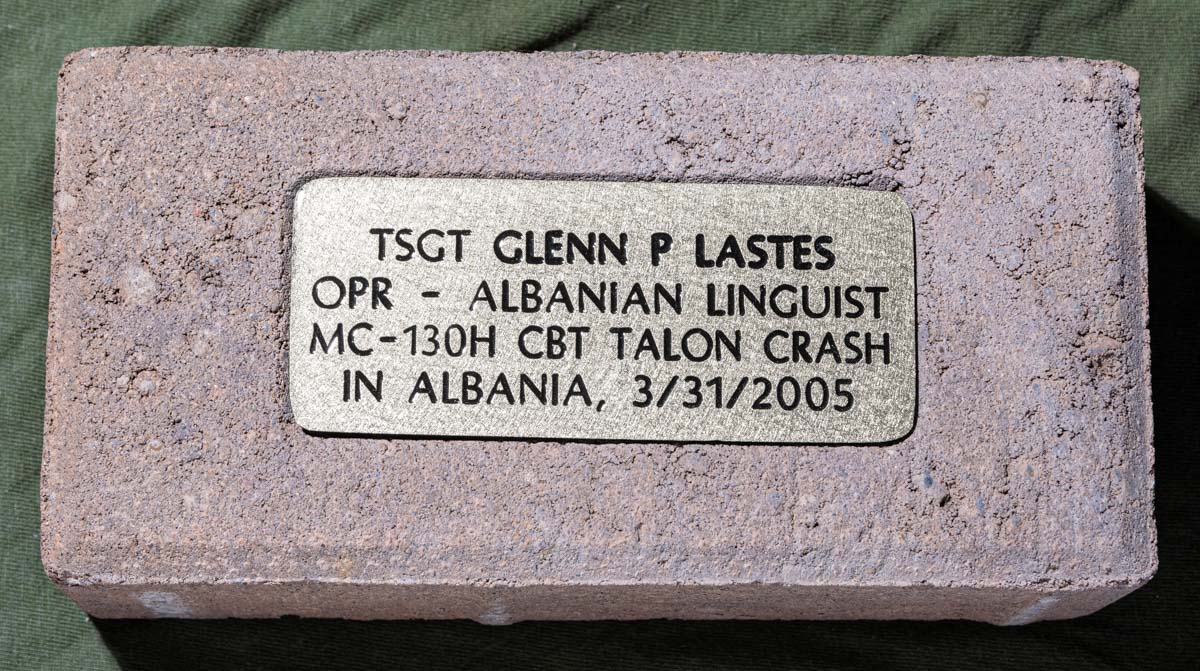 TSGT GLENN P LASTES
OPR - ALBANIAN LINGUIST
MC-130H CBT TALON CRASH
IN ALBANIA, 3/31/2005